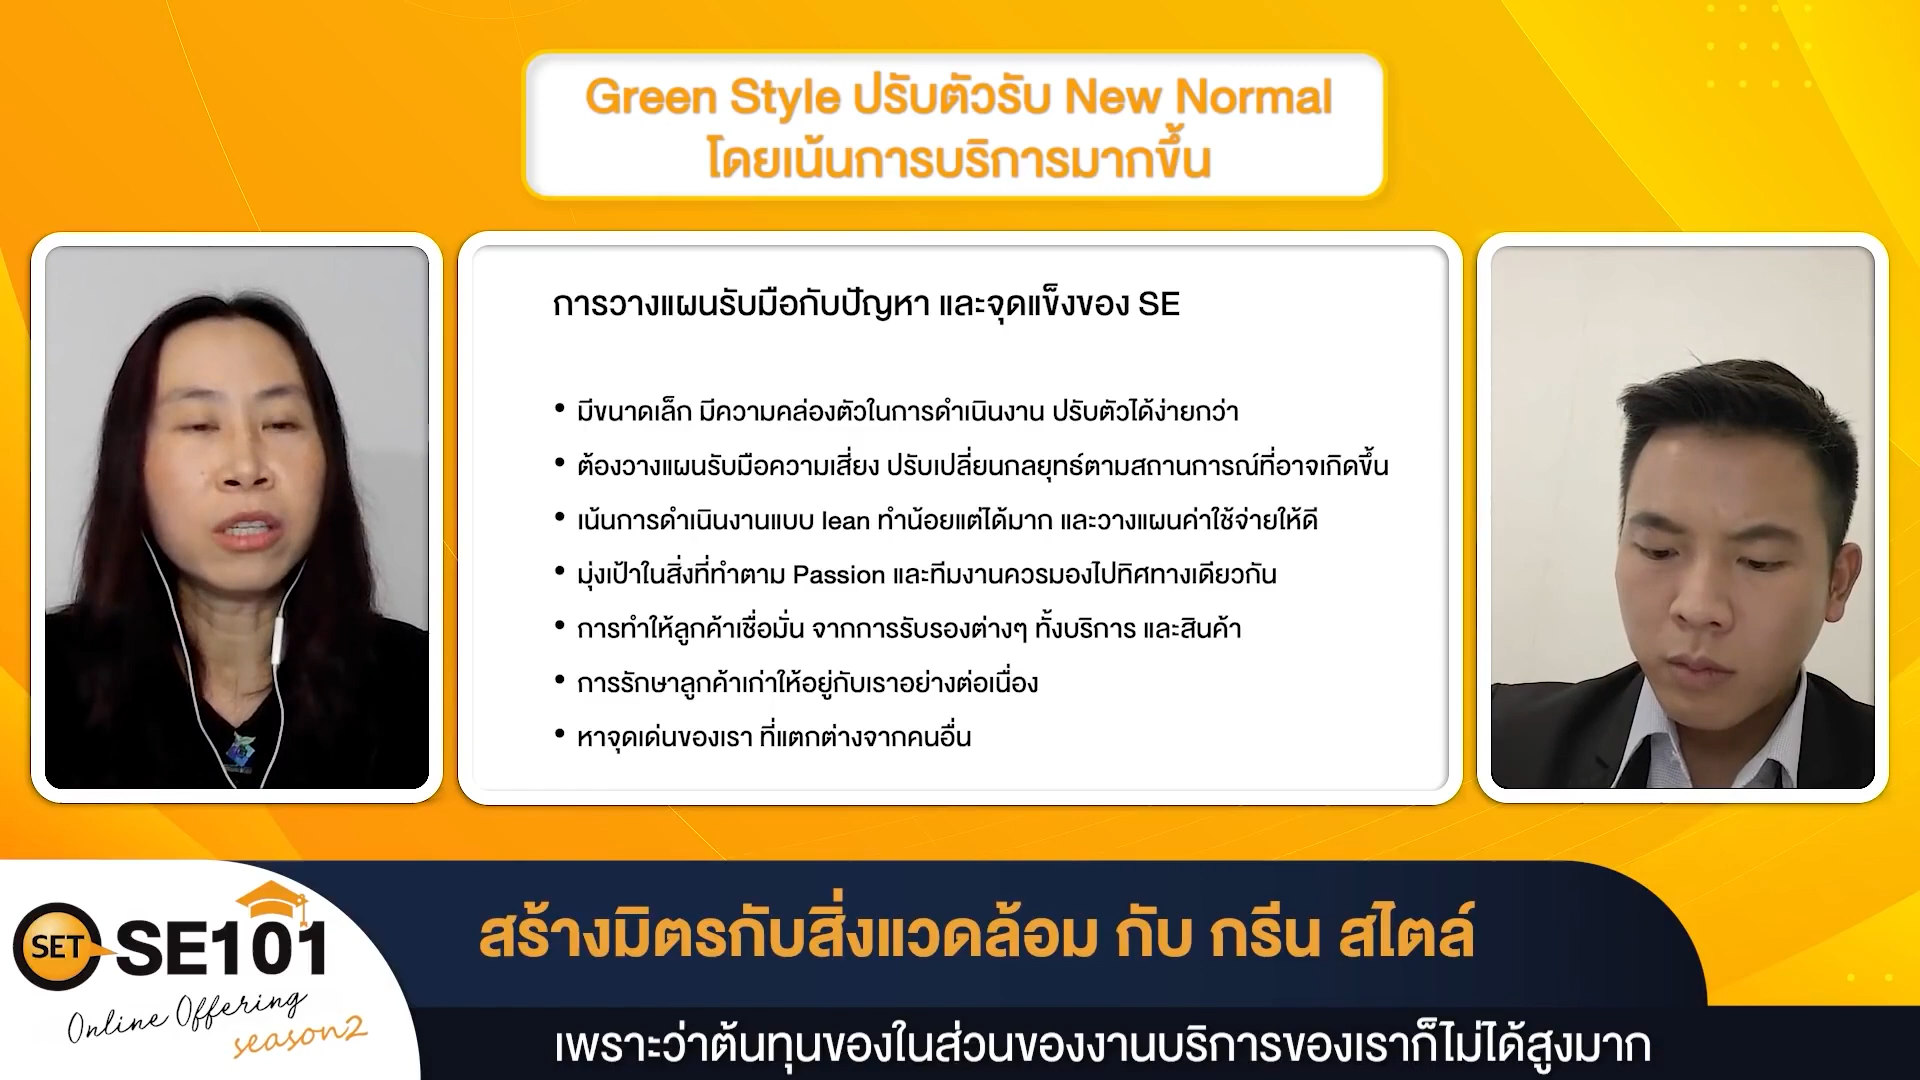 Green Style ปรับตัวรับ New Normal
โดยเน้นการบริการมากขึ้น
การวางแผนรับมือกับปัญหา และจุดแข็งของ SE
• มีขนาดเล็ก มีความคล่องตัวในการดำเนินงาน ปรับตัวได้ง่ายกว่า
• ต้องวางแผนรับมือความเสี่ยง ปรับเปลี่ยนกลยุทธ์ตามสถานการณ์ที่อาจเกิดขึ้น
• เน้นการดำเนินงานแบบ lean ทำน้อยแต่ได้มาก และวางแผนค่าใช้จ่ายให้ดี
• มุ่งเป้าในสิ่งที่ทำตาม Passion และทีมงานควรมองไปทิศทางเดียวกัน
• การทำให้ลูกค้าเชื่อมั่น จากการรับรองต่างๆ ทั้งบริการ และสินค้า
• การรักษาลูกค้าเก่าให้อยู่กับเราอย่างต่อเนื่อง
• หาจุดเด่นของเรา ที่แตกต่างจากคนอื่น
SET SE101
Online Offering
season2
สร้างมิตรกับสิ่งแวดล้อม กับ กรีน สไตล์
เพราะว่าต้นทุนของในส่วนของงานบริการของเราก็ไม่ได้สูงมาก